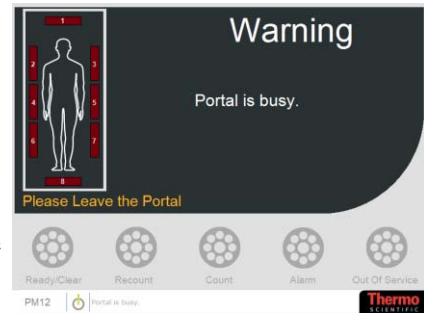 Warning
1
2
3
Portal is busy.
4
5
6
7
8
Please Leave the Portal
Ready/Clear
Recount
Count
Alarm
Out Of Service
PM12
Portal is busy.
Thermo
SCIENTIFIC